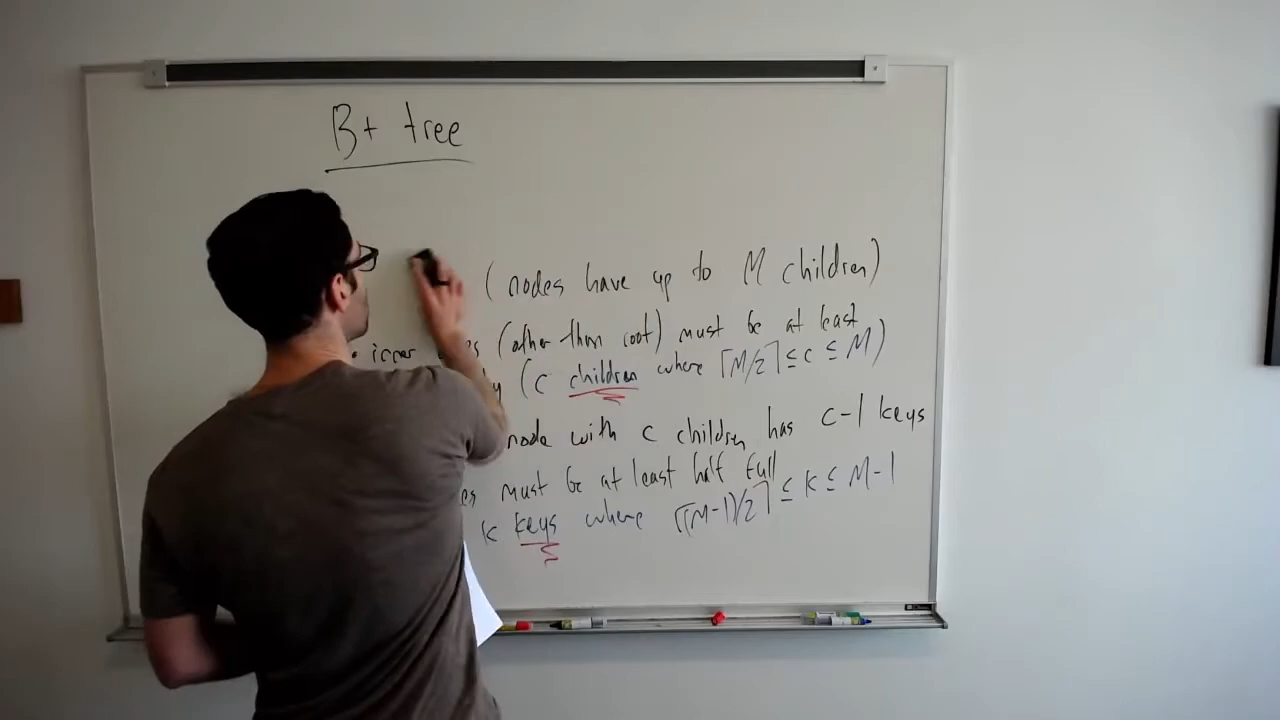 B+ tree
(nodes have up to M children)
• inner (other than root) must be at least
(c children where ⌈M/2⌉ ≤ c ≤ M)
node with c children has c-1 keys
must be at least half full
k keys where ⌈(M-1)/2⌉ ≤ k ≤ M-1